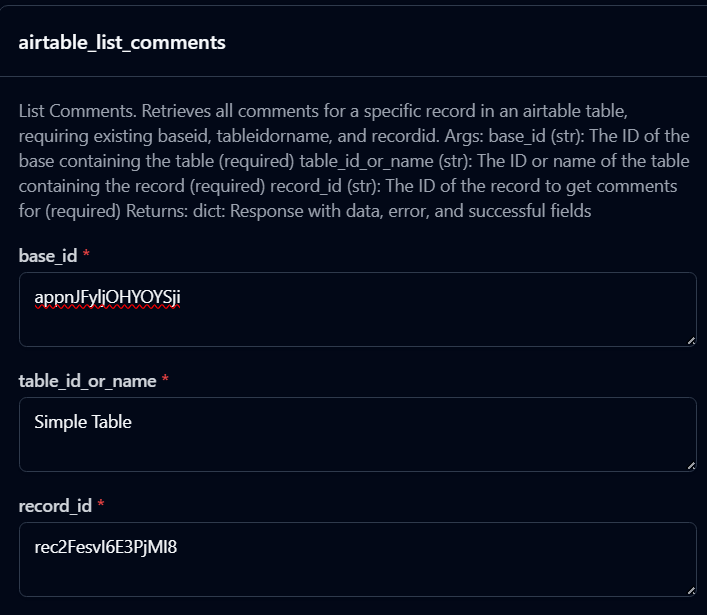 airtable_list_comments
List Comments. Retrieves all comments for a specific record in an airtable table,
requiring existing baseid, tableidorname, and recordid. Args: base_id (str): The ID of the
base containing the table (required) table_id_or_name (str): The ID or name of the table
containing the record (required) record_id (str): The ID of the record to get comments
for (required) Returns: dict: Response with data, error, and successful fields
base_id *
appnJFyljOHYOYSji
table_id_or_name *
Simple Table
record_id *
rec2FesvI6E3PjMI8